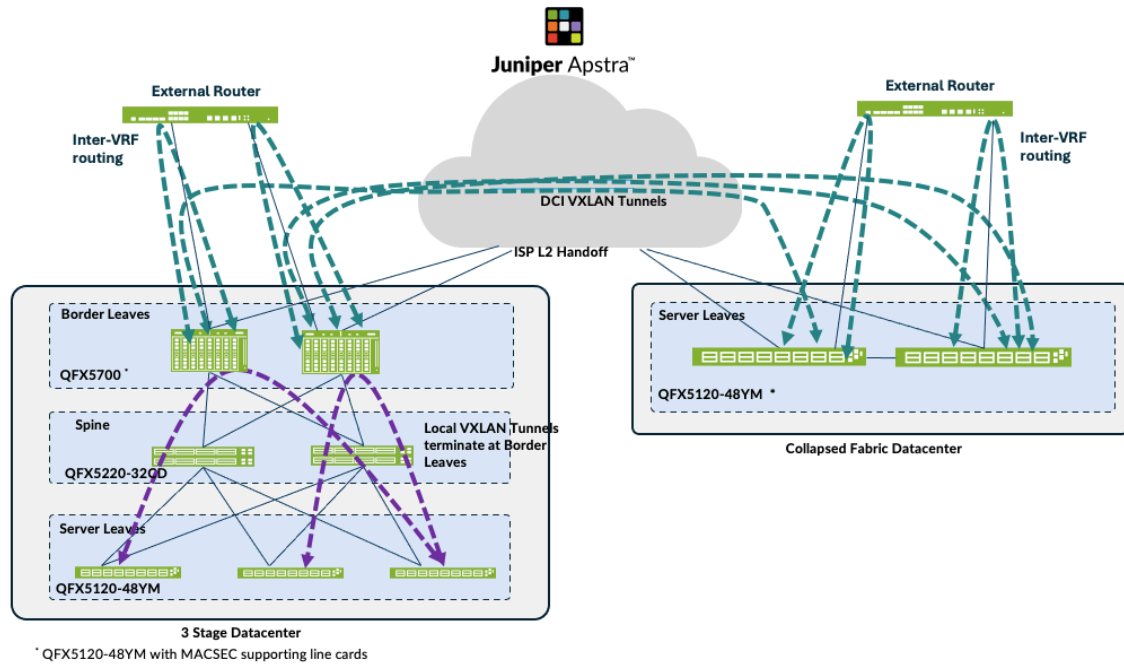 Juniper Apstra™
External Router
External Router
Inter-VRF
routing
Inter-VRF
routing
DCI VXLAN Tunnels
ISP L2 Handoff
Border Leaves
QFX5700 *
Spine
Local VXLAN Tunnels
terminate at Border
Leaves
QFX5220-32CD
Server Leaves
QFX5120-48YM
3 Stage Datacenter
Server Leaves
QFX5120-48YM *
Collapsed Fabric Datacenter
* QFX5120-48YM with MACSEC supporting line cards